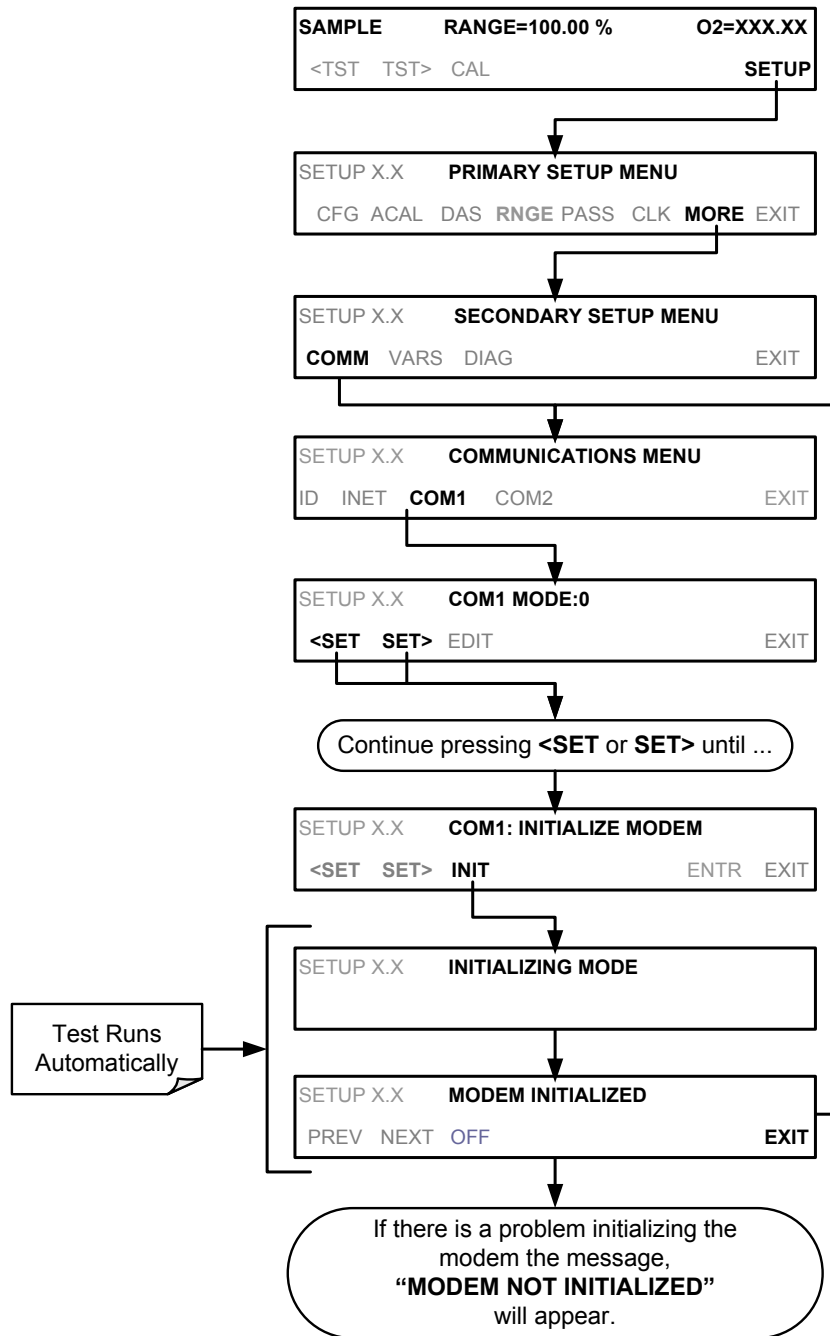 SAMPLE RANGE=100.00 % O2=XXX.XX
<TST TST> CAL SETUP
SETUP X.X PRIMARY SETUP MENU
CFG ACAL DAS RNGE PASS CLK MORE EXIT
SETUP X.X SECONDARY SETUP MENU
COMM VARS DIAG EXIT
SETUP X.X COMMUNICATIONS MENU
ID INET COM1 COM2 EXIT
SETUP X.X COM1 MODE:0
<SET SET> EDIT EXIT
Continue pressing <SET or SET> until ...
SETUP X.X COM1: INITIALIZE MODEM
<SET SET> INIT ENTR EXIT
SETUP X.X INITIALIZING MODE
Test Runs
Automatically
SETUP X.X MODEM INITIALIZED
PREV NEXT OFF EXIT
If there is a problem initializing the
modem the message,
“MODEM NOT INITIALIZED”
will appear.